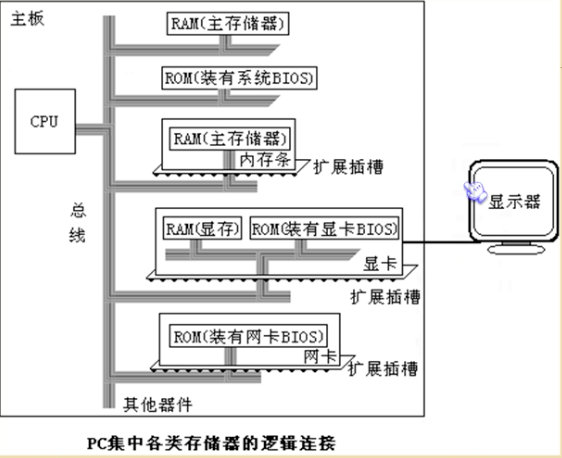 主板
RAM(主存储器)
ROM(装有系统BIOS)
CPU
RAM(主存储器)
内存条
扩展插槽
总线
RAM(显存)
ROM(装有显卡BIOS)
显卡
扩展插槽
显示器
ROM(装有网卡BIOS)
网卡
扩展插槽
其他器件
PC集中各类存储器的逻辑连接